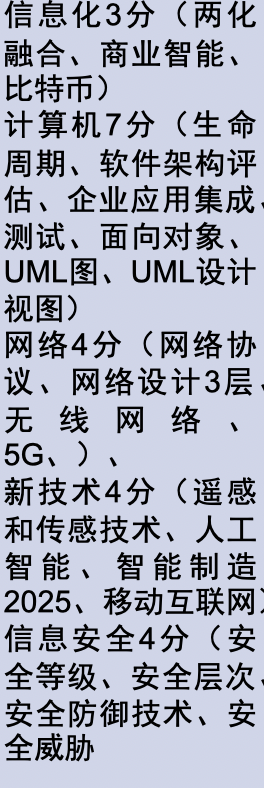 信息化3分（两化
融合、商业智能、
比特币）
计算机7分（生命
周期、软件架构评
估、企业应用集成、
测试、面向对象、
UML图、UML设计
视图）
网络4分（网络协
议、网络设计3层、
无线网络、
5G、）、
新技术4分（遥感
和传感技术、人工
智能、智能制造
2025、移动互联网）
信息安全4分（安
全等级、安全层次、
安全防御技术、安
全威胁